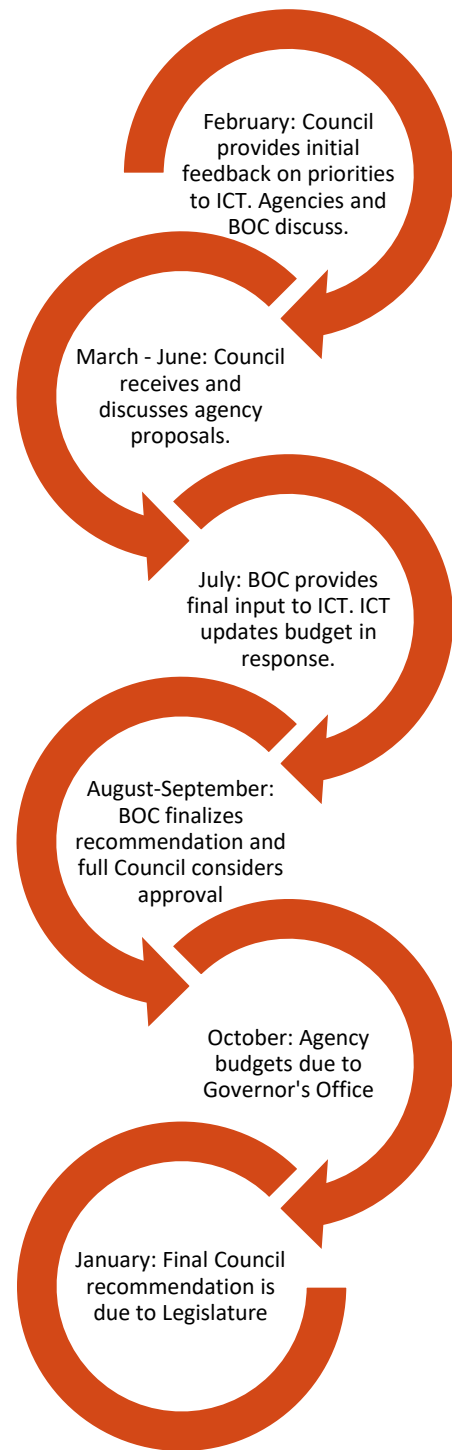 February: Council
provides initial
feedback on priorities
to ICT. Agencies and
BOC discuss.
March - June: Council
receives and
discusses agency
proposals.
July: BOC provides
final input to ICT. ICT
updates budget in
response.
August-September:
BOC finalizes
recommendation and
full Council considers
approval
October: Agency
budgets due to
Governor's Office
January: Final Council
recommendation is
due to Legislature